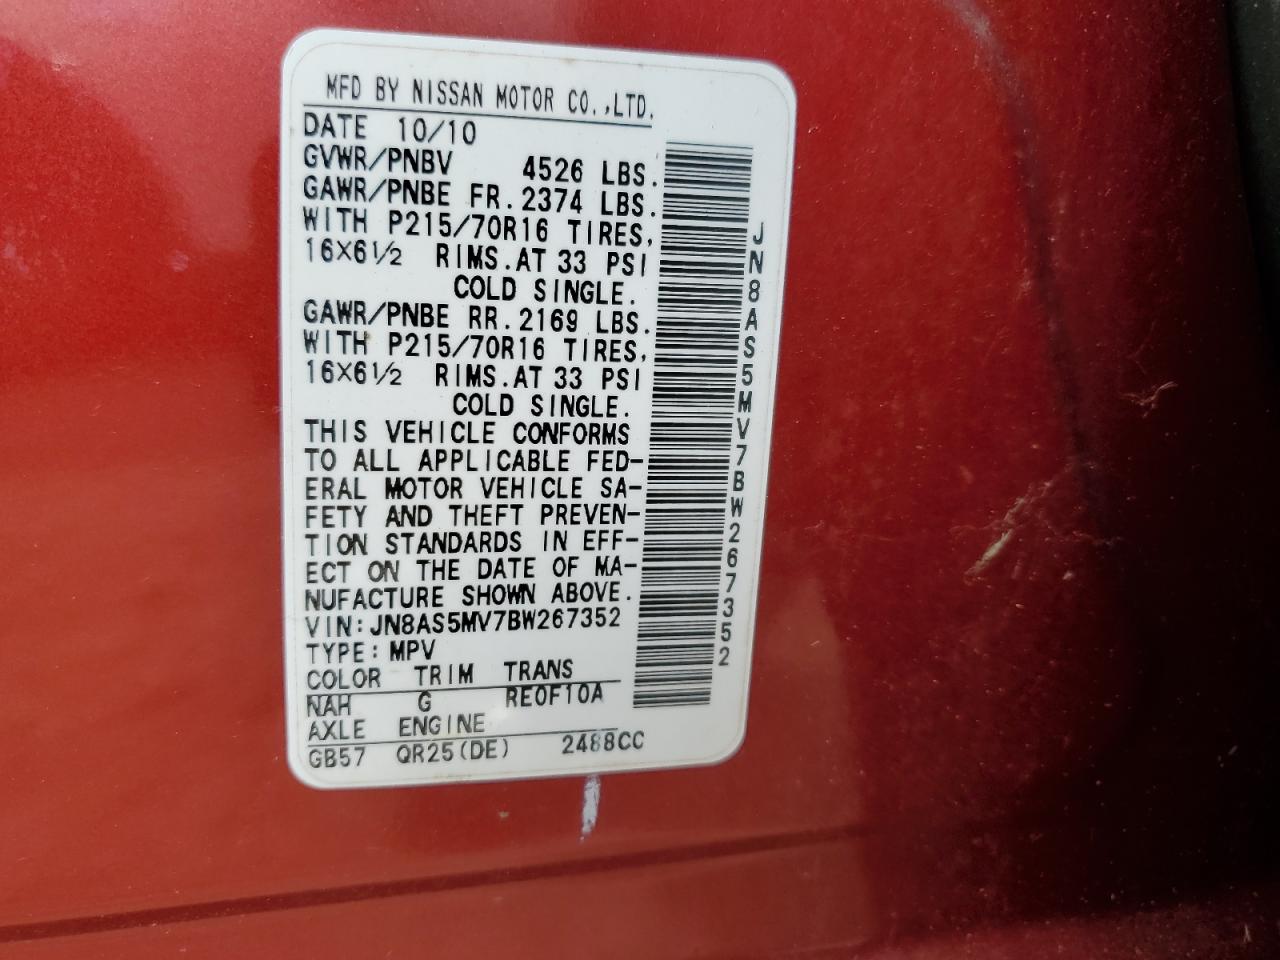 MFD BY NISSAN MOTOR CO.,LTD.
DATE 10/10
GVWR/PNBV 4526 LBS.
GAWR/PNBE FR.2374 LBS.
WITH P215/70R16 TIRES,
16X6½ RIMS.AT 33 PSI
COLD SINGLE.
GAWR/PNBE RR.2169 LBS.
WITH P215/70R16 TIRES,
16X6½ RIMS.AT 33 PSI
COLD SINGLE.
THIS VEHICLE CONFORMS
TO ALL APPLICABLE FED-
ERAL MOTOR VEHICLE SA-
FETY AND THEFT PREVEN-
TION STANDARDS IN EFF-
ECT ON THE DATE OF MA-
NUFACTURE SHOWN ABOVE.
VIN:JN8AS5MV7BW267352
TYPE:MPV
COLOR TRIM TRANS
NAH G RE0F10A
AXLE ENGINE
GB57 QR25(DE) 2488CC
JN8AS5MV7BW267352